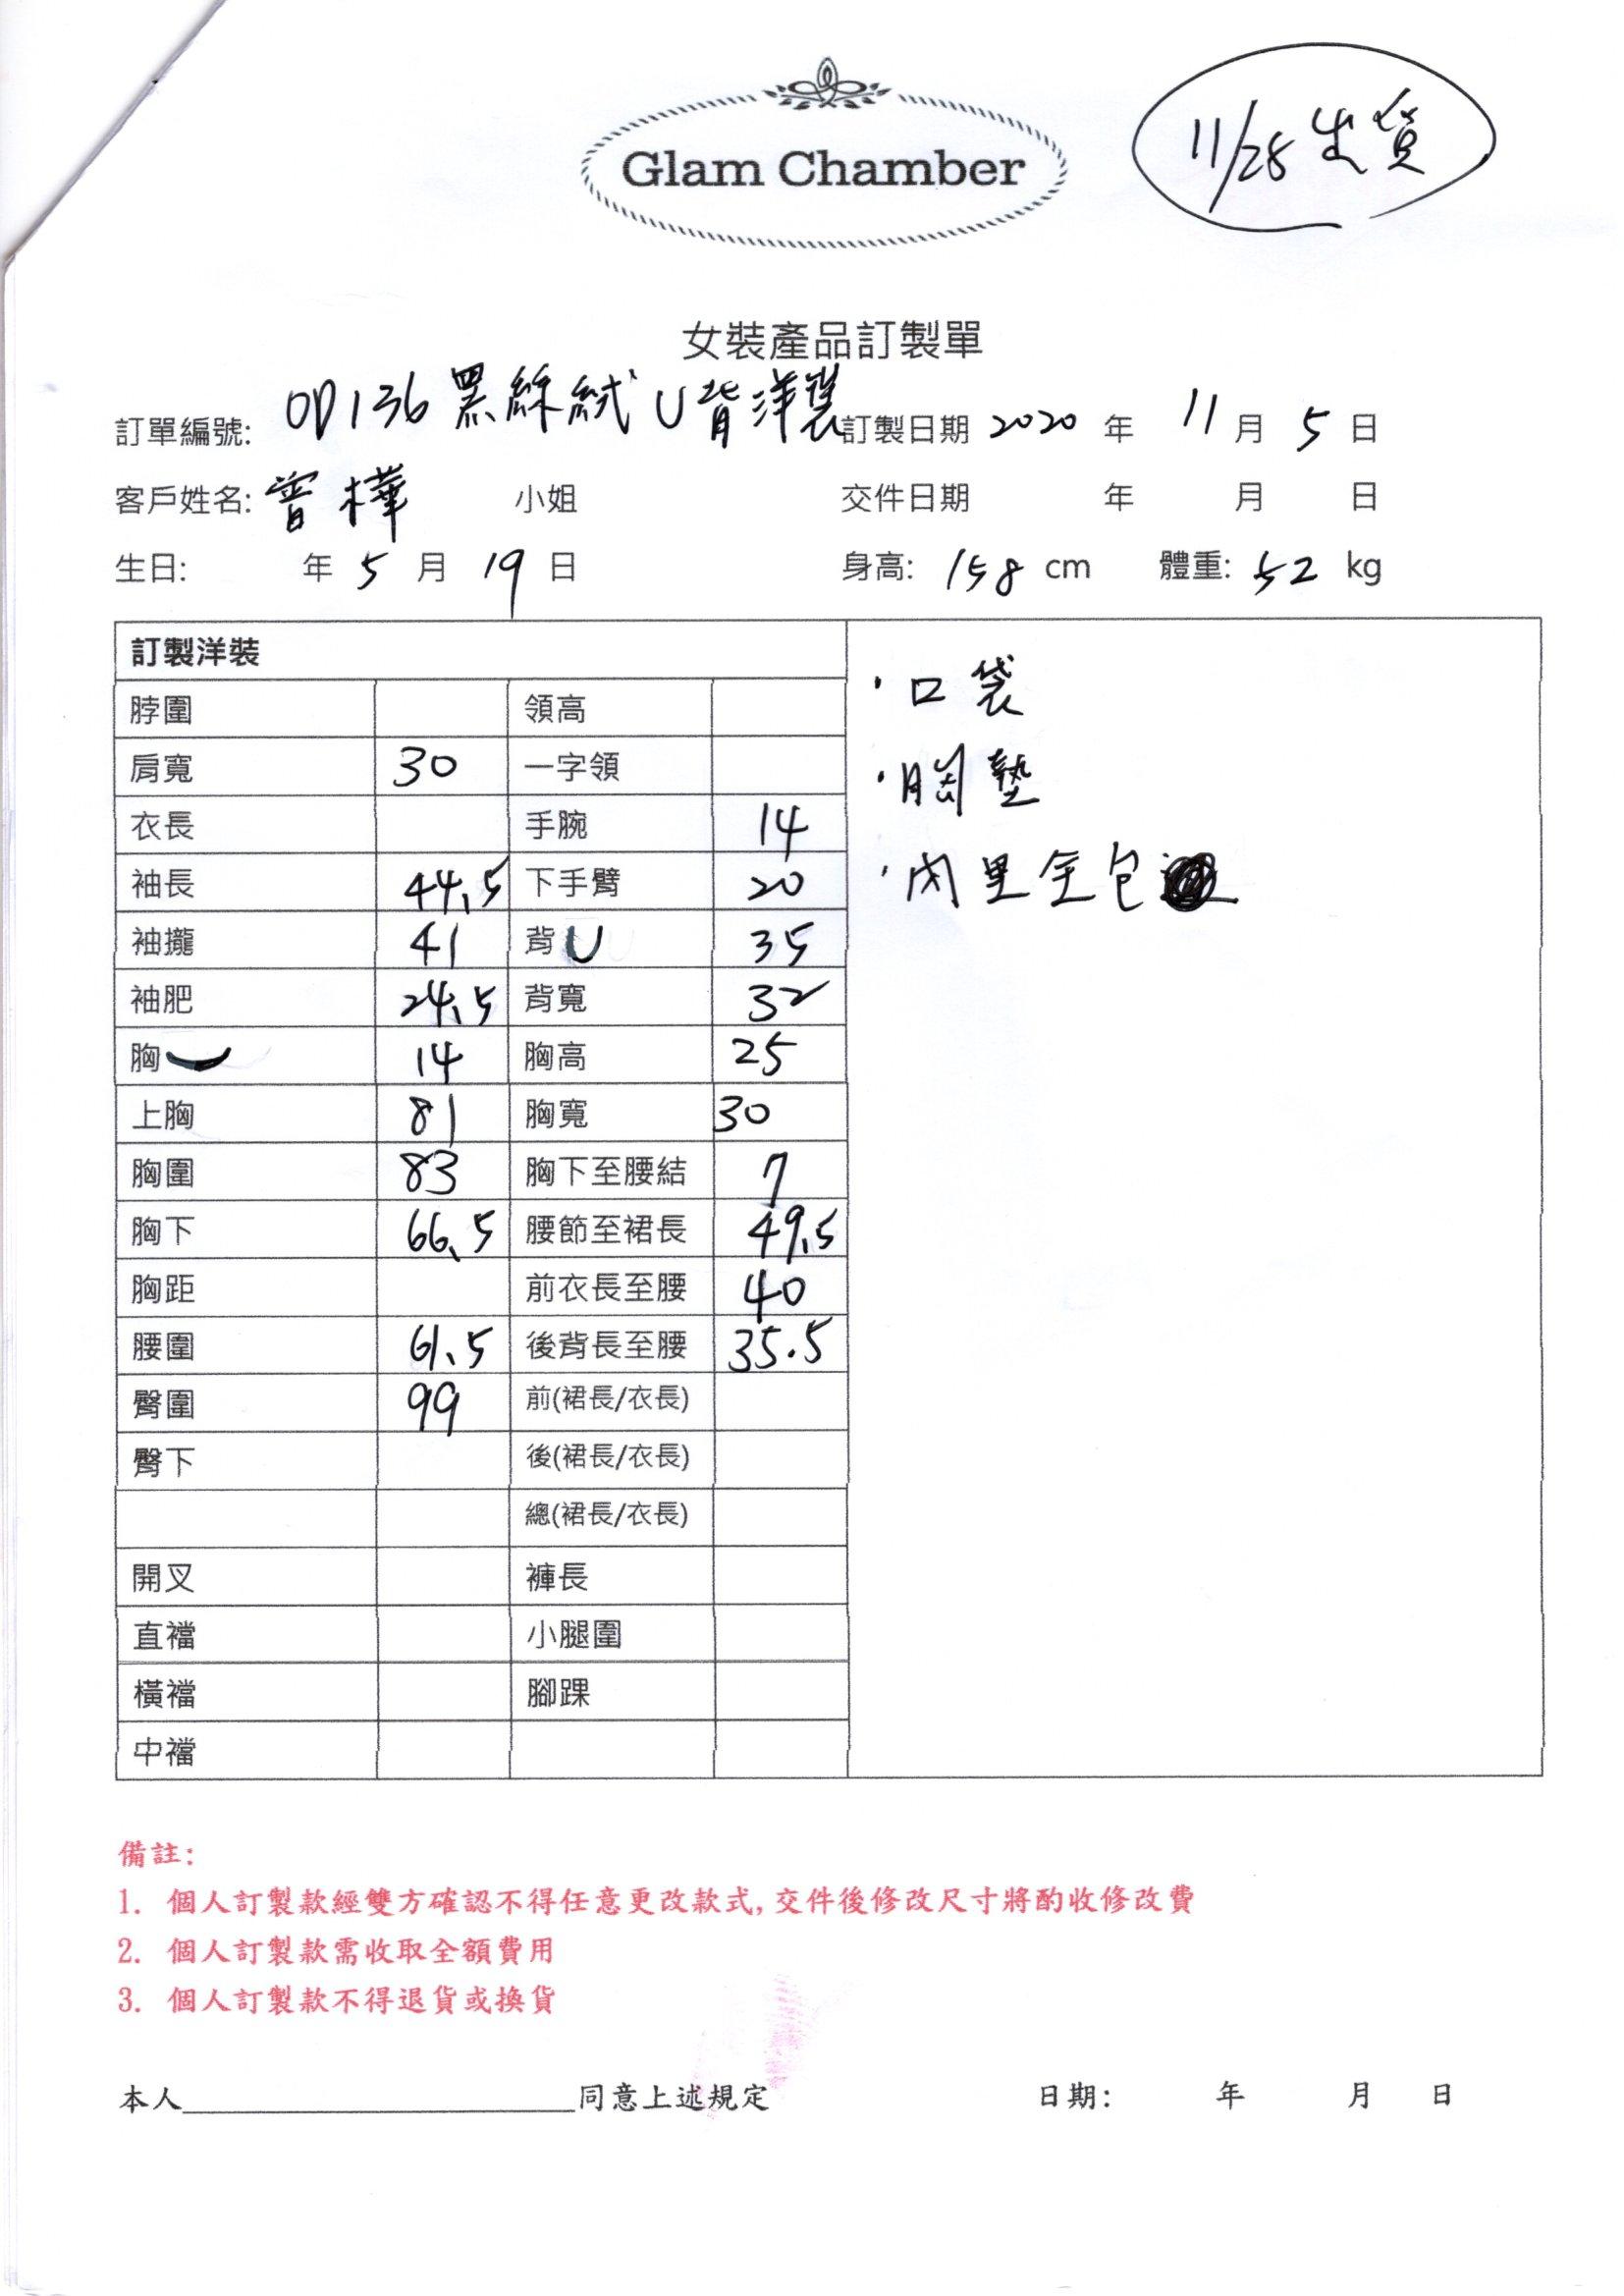 Glam Chamber
11/28 出貨
女裝產品訂製單
訂單編號: OP136 黑絲絨U背洋裝 訂製日期 2020 年 11 月 5 日
客戶姓名: 曾樺 小姐 交件日期 年 月 日
生日: 年 5 月 19 日 身高: 158 cm 體重: 52 kg
訂製洋裝
脖圍 領高
肩寬 30 一字領
衣長 手腕 14
袖長 44.5 下手臂 20
袖攏 41 背U 35
袖肥 24.5 背寬 32
胸 14 胸高 25
上胸 81 胸寬 30
胸圍 83 胸下至腰結 7
胸下 66.5 腰節至裙長 49.5
胸距 前衣長至腰 40
腰圍 61.5 後背長至腰 35.5
臀圍 99 前(裙長/衣長)
臀下 後(裙長/衣長)
總(裙長/衣長)
開叉 褲長
直襠 小腿圍
橫襠 腳踝
中襠
·口袋
·胸墊
·內里全包
備註:
1. 個人訂製款經雙方確認不得任意更改款式,交件後修改尺寸將酌收修改費
2. 個人訂製款需收取全額費用
3. 個人訂製款不得退貨或換貨
本人____________同意上述規定 日期: 年 月 日